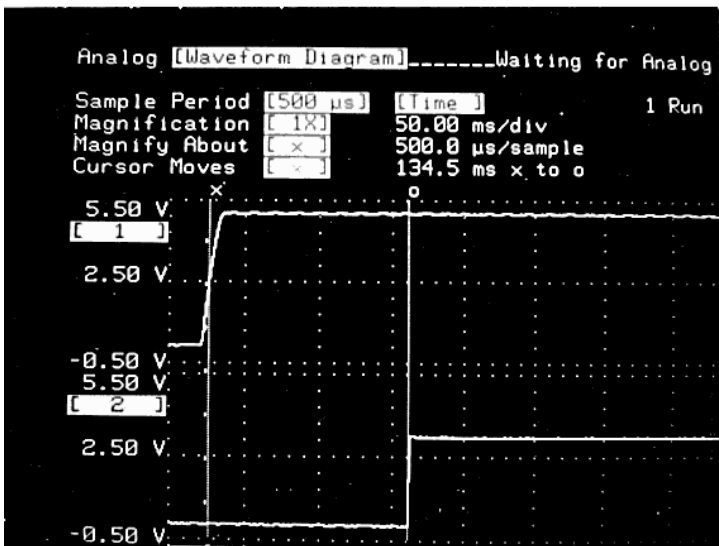 Analog [Waveform Diagram]_______Waiting for Analog
Sample Period [500 µs] [Time ] 1 Run
Magnification [ 1X] 50.00 ms/div
Magnify About [ x ] 500.0 µs/sample
Cursor Moves [ x ] 134.5 ms x to o
x o
5.50 V
[ 1 ]
2.50 V
-0.50 V
5.50 V
[ 2 ]
2.50 V
-0.50 V